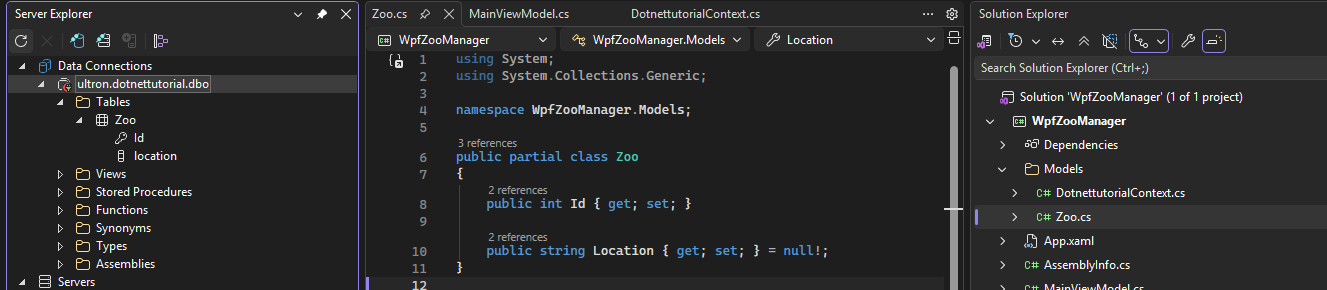 Server Explorer
Data Connections
ultron.dotnettutorial.dbo
Tables
Zoo
Id
location
Views
Stored Procedures
Functions
Synonyms
Types
Assemblies
Servers
Zoo.cs
MainViewModel.cs
DotnettutorialContext.cs
WpfZooManager
WpfZooManager.Models
Location
1 using System;
2 using System.Collections.Generic;
3
4 namespace WpfZooManager.Models;
5
3 references
6 public partial class Zoo
7 {
2 references
8 public int Id { get; set; }
9
2 references
10 public string Location { get; set; } = null!;
11 }
12
Solution Explorer
Search Solution Explorer (Ctrl+;)
Solution 'WpfZooManager' (1 of 1 project)
C# WpfZooManager
Dependencies
Models
C# DotnettutorialContext.cs
C# Zoo.cs
App.xaml
C# AssemblyInfo.cs
C# MainViewModel.cs